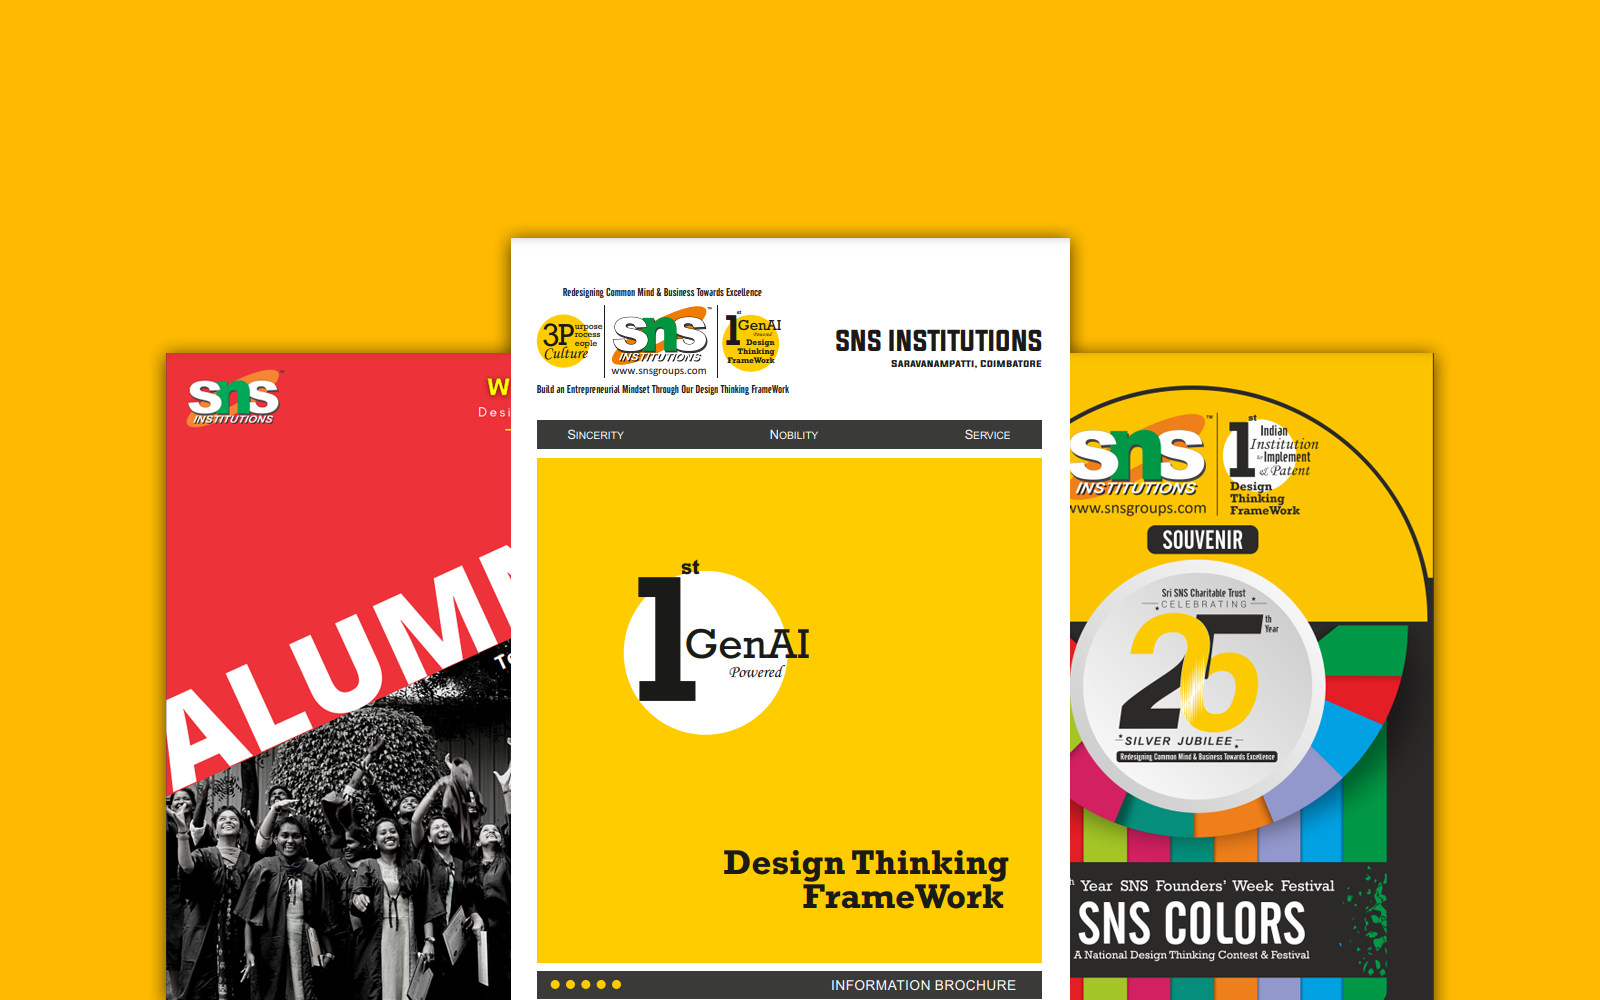 Redesigning Common Mind & Business Towards Excellence
3P
urpose
rocess
eople
Culture
sns
INSTITUTIONS
www.snsgroups.com
1st
GenAI
Powered
Design
Thinking
FrameWork
Build an Entrepreneurial Mindset Through Our Design Thinking FrameWork
SNS INSTITUTIONS
SARAVANAMPATTI, COIMBATORE
SINCERITY NOBILITY SERVICE
1st
GenAI
Powered
Design Thinking
FrameWork
INFORMATION BROCHURE
sns
INSTITUTIONS
W
Desi
ALUM
Te
sns
INSTITUTIONS
www.snsgroups.com
TM
1st
Indian
Institution
to Implement
& Patent
Design
Thinking
FrameWork
SOUVENIR
Sri SNS Charitable Trust
CELEBRATING
25th
Year
SILVER JUBILEE
Redesigning Common Mind & Business Towards Excellence
h Year SNS Founders' Week Festival
SNS COLORS
A National Design Thinking Contest & Festival